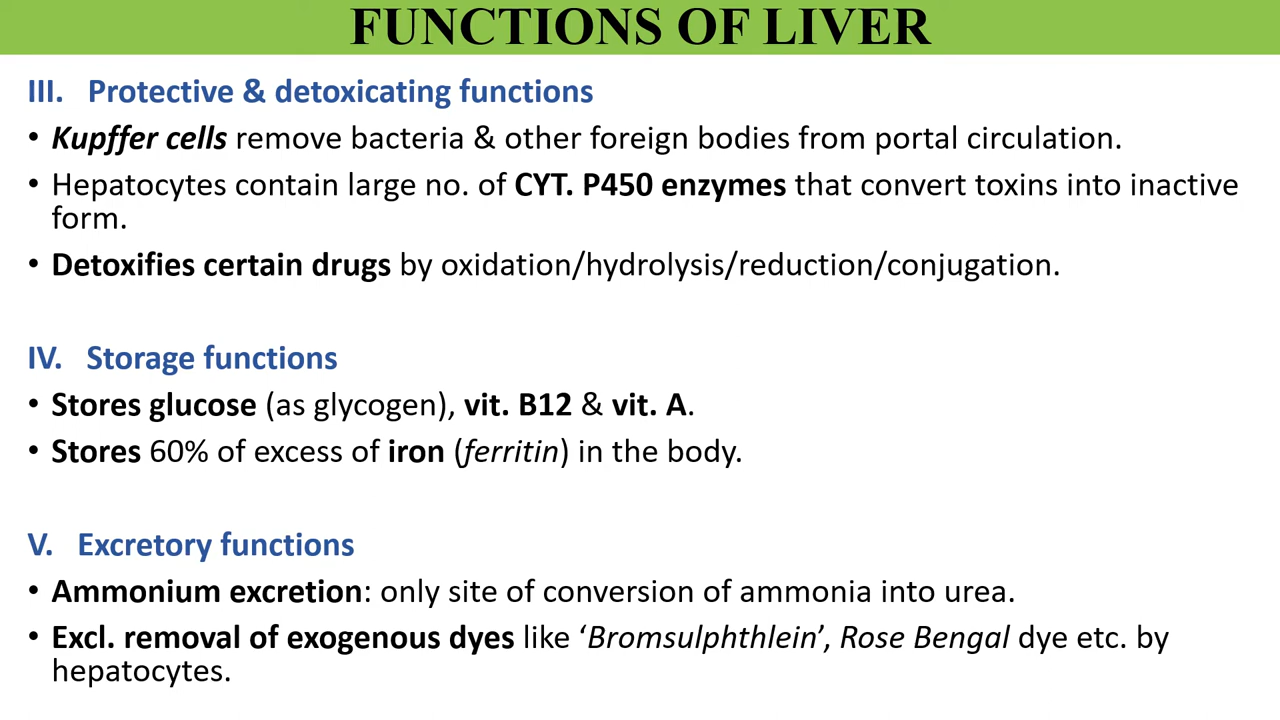 FUNCTIONS OF LIVER
III. Protective & detoxicating functions
• Kupffer cells remove bacteria & other foreign bodies from portal circulation.
• Hepatocytes contain large no. of CYT. P450 enzymes that convert toxins into inactive
form.
• Detoxifies certain drugs by oxidation/hydrolysis/reduction/conjugation.
IV. Storage functions
• Stores glucose (as glycogen), vit. B12 & vit. A.
• Stores 60% of excess of iron (ferritin) in the body.
V. Excretory functions
• Ammonium excretion: only site of conversion of ammonia into urea.
• Excl. removal of exogenous dyes like ‘Bromsulphthlein’, Rose Bengal dye etc. by
hepatocytes.